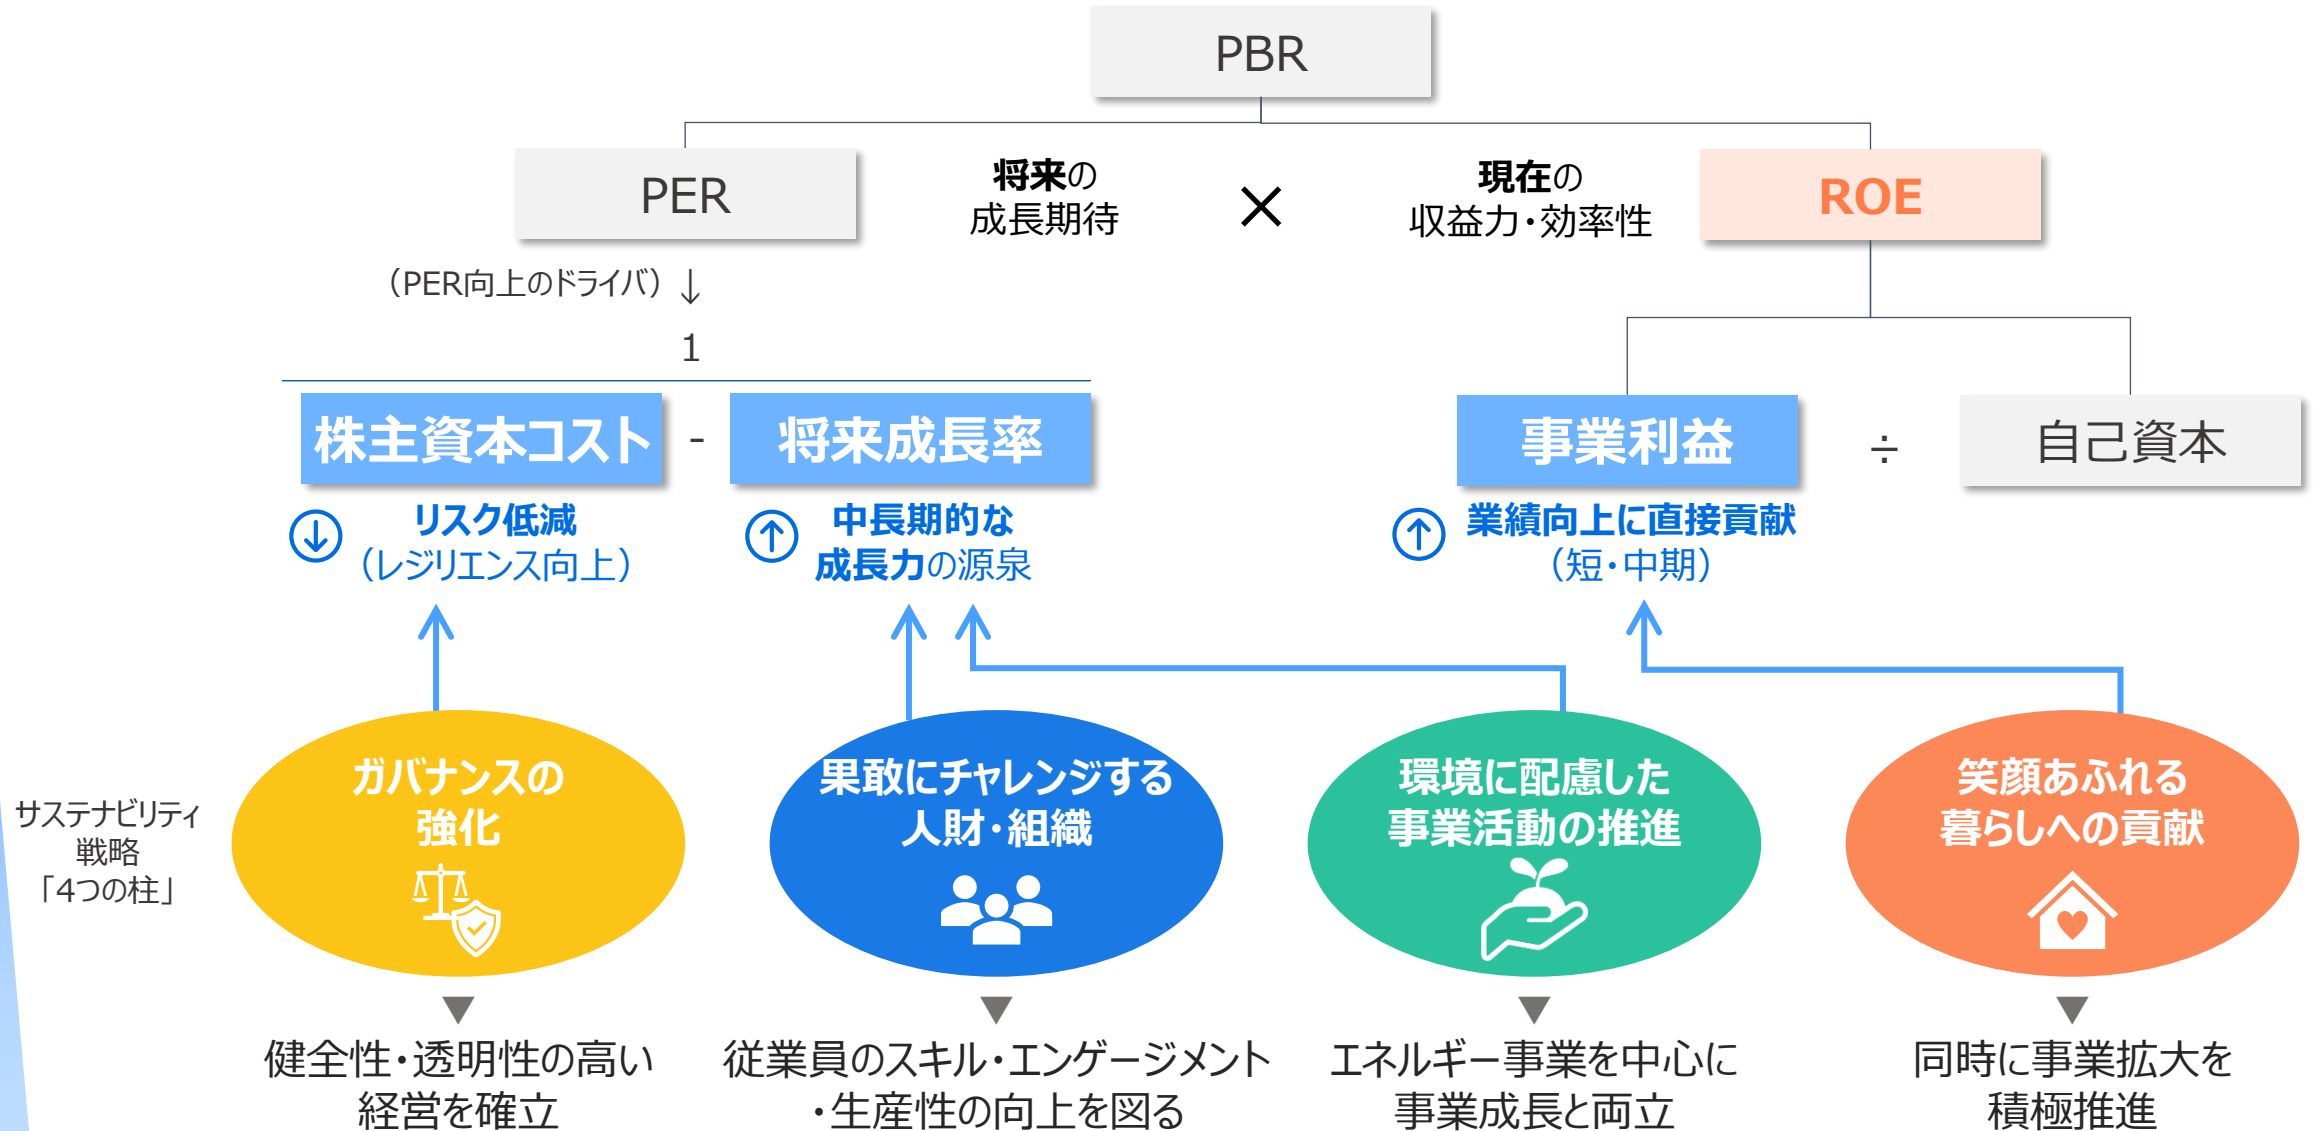 PBR
PER
将来の
成長期待
×
現在の
収益力・効率性
ROE
（PER向上のドライバ）↓
1
株主資本コスト
-
将来成長率
事業利益
÷
自己資本
リスク低減
（レジリエンス向上）
中長期的な
成長力の源泉
業績向上に直接貢献
（短・中期）
サステナビリティ
戦略
「4つの柱」
ガバナンスの
強化
果敢にチャレンジする
人財・組織
環境に配慮した
事業活動の推進
笑顔あふれる
暮らしへの貢献
健全性・透明性の高い
経営を確立
従業員のスキル・エンゲージメント
・生産性の向上を図る
エネルギー事業を中心に
事業成長と両立
同時に事業拡大を
積極推進